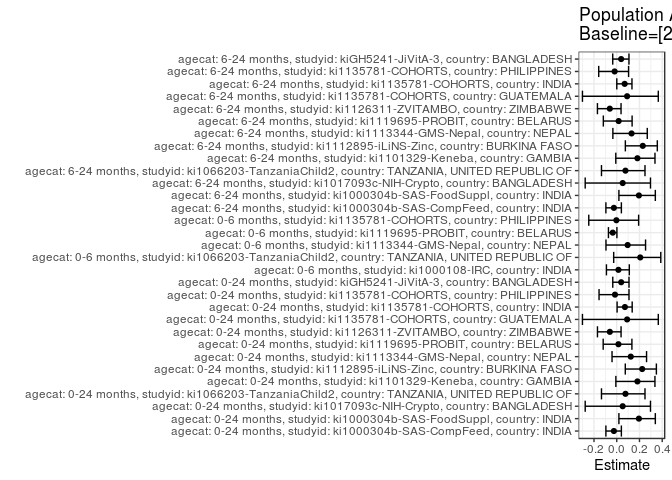 Population A
Baseline=[2
agecat: 6-24 months, studyid: kiGH5241-JiVitA-3, country: BANGLADESH
agecat: 6-24 months, studyid: ki1135781-COHORTS, country: PHILIPPINES
agecat: 6-24 months, studyid: ki1135781-COHORTS, country: INDIA
agecat: 6-24 months, studyid: ki1135781-COHORTS, country: GUATEMALA
agecat: 6-24 months, studyid: ki1126311-ZVITAMBO, country: ZIMBABWE
agecat: 6-24 months, studyid: ki1119695-PROBIT, country: BELARUS
agecat: 6-24 months, studyid: ki1113344-GMS-Nepal, country: NEPAL
agecat: 6-24 months, studyid: ki1112895-iLiNS-Zinc, country: BURKINA FASO
agecat: 6-24 months, studyid: ki1101329-Keneba, country: GAMBIA
agecat: 6-24 months, studyid: ki1066203-TanzaniaChild2, country: TANZANIA, UNITED REPUBLIC OF
agecat: 6-24 months, studyid: ki1017093c-NIH-Crypto, country: BANGLADESH
agecat: 6-24 months, studyid: ki1000304b-SAS-FoodSuppl, country: INDIA
agecat: 6-24 months, studyid: ki1000304b-SAS-CompFeed, country: INDIA
agecat: 0-6 months, studyid: ki1135781-COHORTS, country: PHILIPPINES
agecat: 0-6 months, studyid: ki1119695-PROBIT, country: BELARUS
agecat: 0-6 months, studyid: ki1113344-GMS-Nepal, country: NEPAL
agecat: 0-6 months, studyid: ki1066203-TanzaniaChild2, country: TANZANIA, UNITED REPUBLIC OF
agecat: 0-6 months, studyid: ki1000108-IRC, country: INDIA
agecat: 0-24 months, studyid: kiGH5241-JiVitA-3, country: BANGLADESH
agecat: 0-24 months, studyid: ki1135781-COHORTS, country: PHILIPPINES
agecat: 0-24 months, studyid: ki1135781-COHORTS, country: INDIA
agecat: 0-24 months, studyid: ki1135781-COHORTS, country: GUATEMALA
agecat: 0-24 months, studyid: ki1126311-ZVITAMBO, country: ZIMBABWE
agecat: 0-24 months, studyid: ki1119695-PROBIT, country: BELARUS
agecat: 0-24 months, studyid: ki1113344-GMS-Nepal, country: NEPAL
agecat: 0-24 months, studyid: ki1112895-iLiNS-Zinc, country: BURKINA FASO
agecat: 0-24 months, studyid: ki1101329-Keneba, country: GAMBIA
agecat: 0-24 months, studyid: ki1066203-TanzaniaChild2, country: TANZANIA, UNITED REPUBLIC OF
agecat: 0-24 months, studyid: ki1017093c-NIH-Crypto, country: BANGLADESH
agecat: 0-24 months, studyid: ki1000304b-SAS-FoodSuppl, country: INDIA
agecat: 0-24 months, studyid: ki1000304b-SAS-CompFeed, country: INDIA
-0.2 0.0 0.2 0.4
Estimate